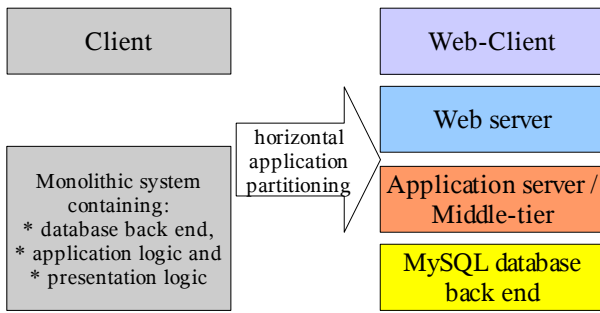 Client
Monolithic system
containing:
* database back end,
* application logic and
* presentation logic
horizontal
application
partitioning
Web-Client
Web server
Application server /
Middle-tier
MySQL database
back end